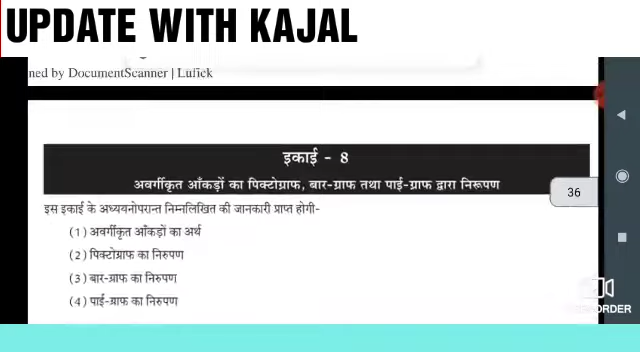 UPDATE WITH KAJAL
ned by DocumentScanner | Lufick
इकाई - 8
अवर्गीकृत आँकड़ों का पिक्टोग्राफ, बार-ग्राफ तथा पाई-ग्राफ द्वारा निरूपण
36
इस इकाई के अध्ययनोपरान्त निम्नलिखित की जानकारी प्राप्त होगी-
(1) अवर्गीकृत आँकड़ों का अर्थ
(2) पिक्टोग्राफ का निरुपण
(3) बार-ग्राफ का निरुपण
(4) पाई-ग्राफ का निरुपण
ORDER